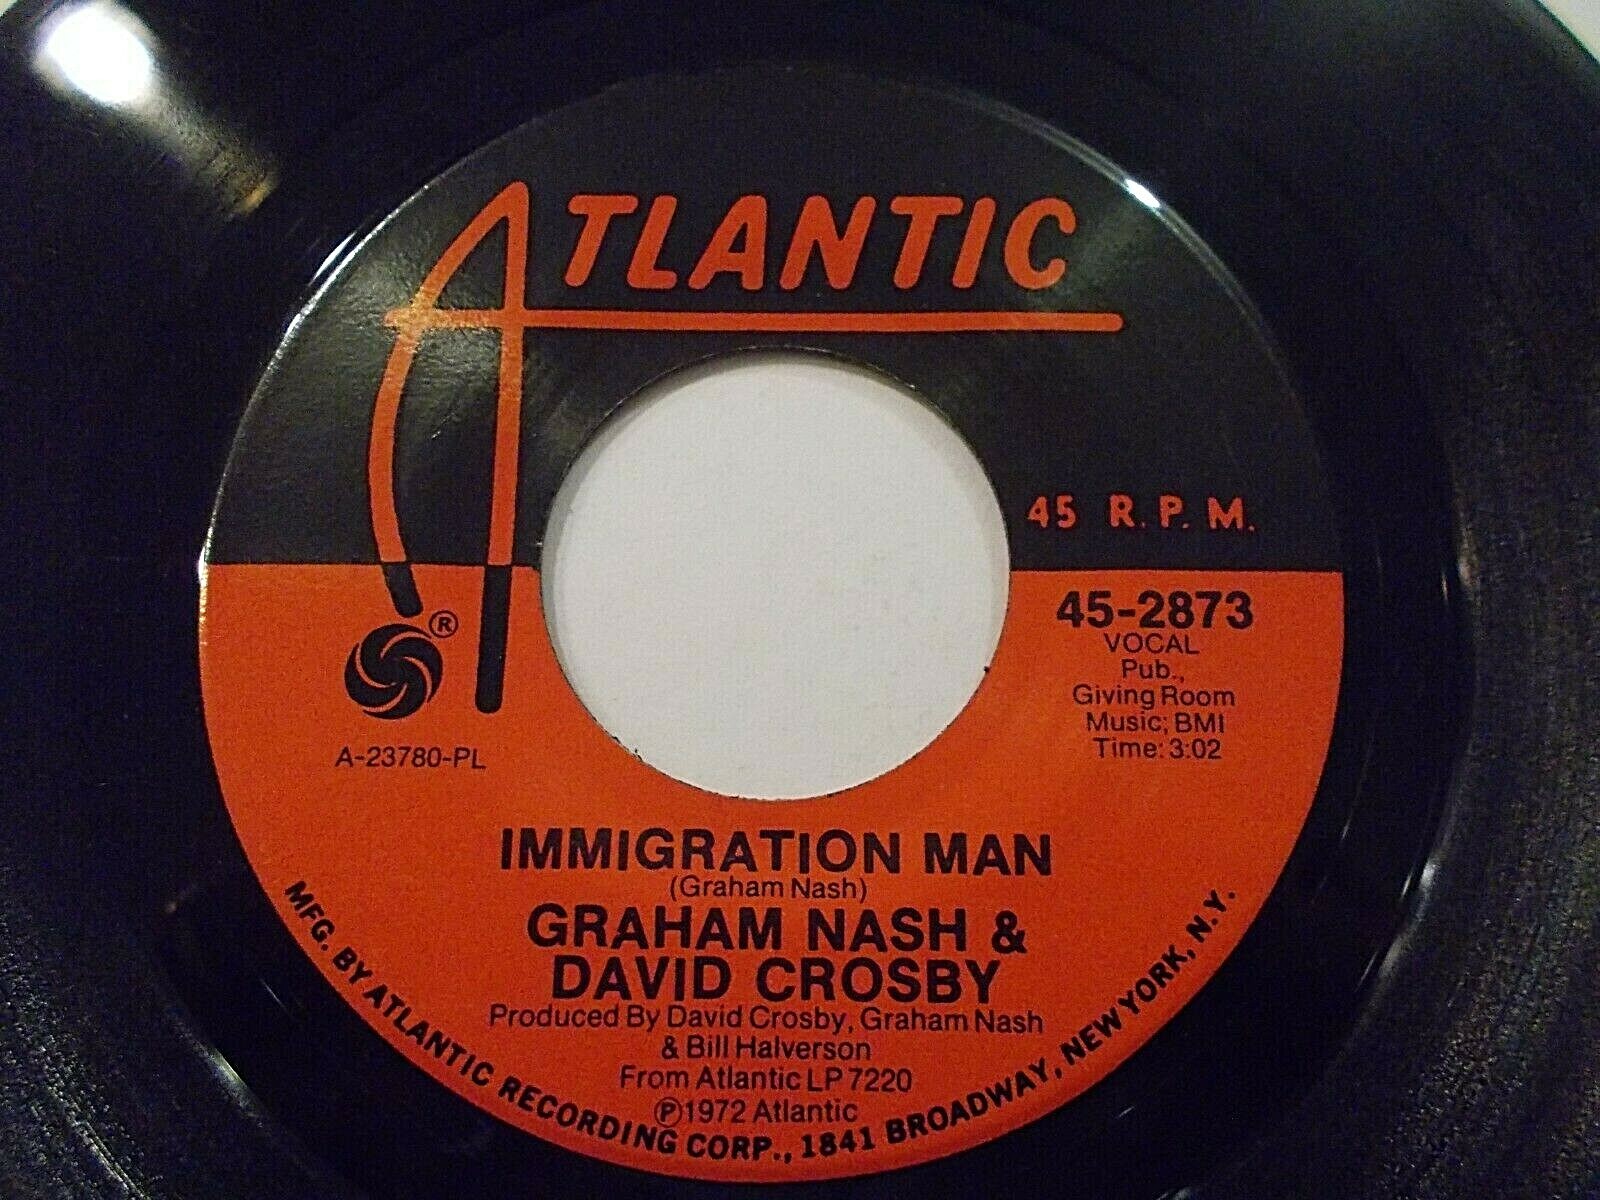 ATLANTIC
45 R.P.M.
45-2873
VOCAL
Pub.,
Giving Room
Music; BMI
Time: 3:02
®
A-23780-PL
IMMIGRATION MAN
(Graham Nash)
GRAHAM NASH &
DAVID CROSBY
Produced By David Crosby, Graham Nash
& Bill Halverson
From Atlantic LP 7220
℗1972 Atlantic
MFG. BY ATLANTIC RECORDING CORP., 1841 BROADWAY, NEW YORK, N.Y.